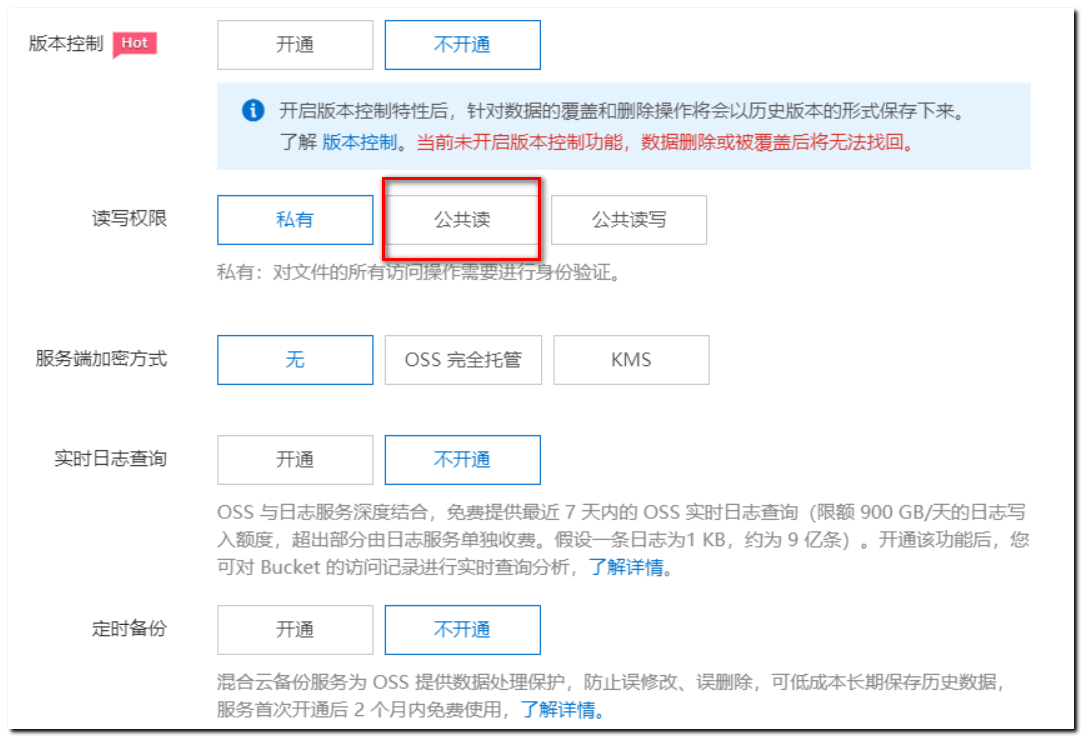 版本控制 Hot 开通 不开通
开启版本控制特性后，针对数据的覆盖和删除操作将会以历史版本的形式保存下来。
了解 版本控制。当前未开启版本控制功能，数据删除或被覆盖后将无法找回。
读写权限 私有 公共读 公共读写
私有：对文件的所有访问操作需要进行身份验证。
服务端加密方式 无 OSS 完全托管 KMS
实时日志查询 开通 不开通
OSS 与日志服务深度结合，免费提供最近 7 天内的 OSS 实时日志查询（限额 900 GB/天的日志写
入额度，超出部分由日志服务单独收费。假设一条日志为1 KB，约为 9 亿条）。开通该功能后，您
可对 Bucket 的访问记录进行实时查询分析，了解详情。
定时备份 开通 不开通
混合云备份服务为 OSS 提供数据处理保护，防止误修改、误删除，可低成本长期保存历史数据，
服务首次开通后 2 个月内免费使用，了解详情。